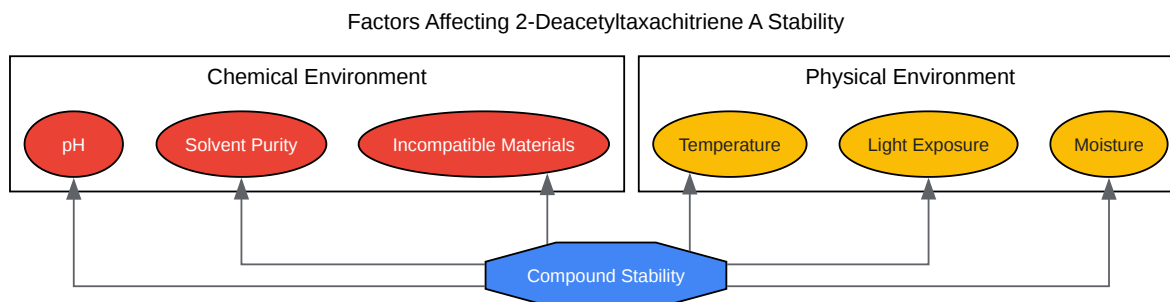 Factors Affecting 2-Deacetyltaxachitriene A Stability
Chemical Environment
Physical Environment
pH
Solvent Purity
Incompatible Materials
Temperature
Light Exposure
Moisture
Compound Stability